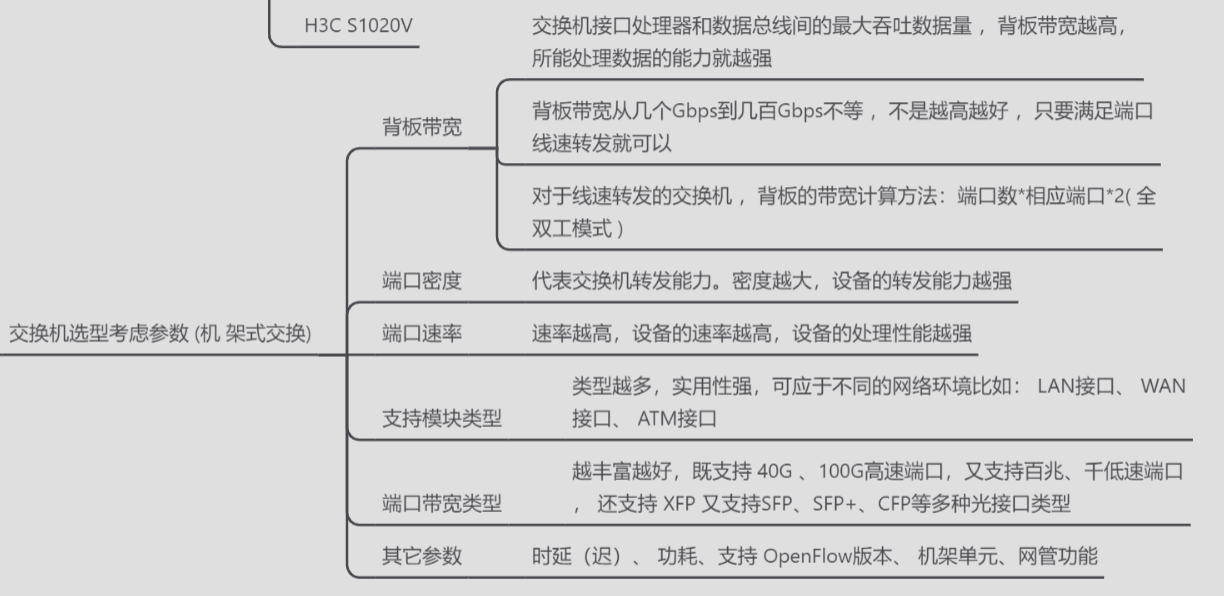 H3C S1020V
交换机接口处理器和数据总线间的最大吞吐数据量 ，背板带宽越高，
所能处理数据的能力就越强
背板带宽
背板带宽从几个Gbps到几百Gbps不等 ，不是越高越好 ，只要满足端口
线速转发就可以
对于线速转发的交换机 ，背板的带宽计算方法：端口数*相应端口*2( 全
双工模式 )
端口密度
代表交换机转发能力。密度越大，设备的转发能力越强
交换机选型考虑参数 (机 架式交换)
端口速率
速率越高，设备的速率越高，设备的处理性能越强
支持模块类型
类型越多，实用性强，可应于不同的网络环境比如： LAN接口、 WAN
接口、 ATM接口
端口带宽类型
越丰富越好，既支持 40G 、100G高速端口，又支持百兆、千低速端口
， 还支持 XFP 又支持SFP、SFP+、CFP等多种光接口类型
其它参数
时延（迟）、 功耗、支持 OpenFlow版本、 机架单元、网管功能